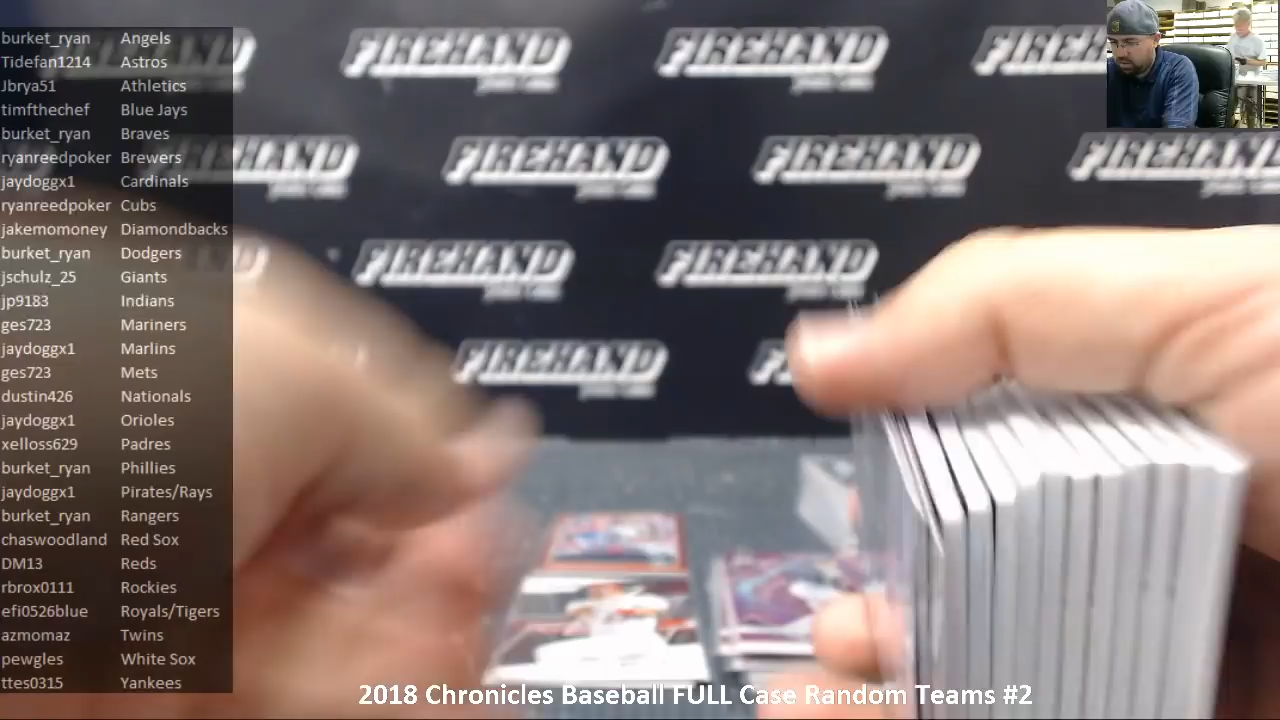 burket_ryan Angels
Tidefan1214 Astros
Jbrya51 Athletics
timfthechef Blue Jays
burket_ryan Braves
ryanreedpoker Brewers
jaydoggx1 Cardinals
ryanreedpoker Cubs
jakemomoney Diamondbacks
burket_ryan Dodgers
jschulz_25 Giants
jp9183 Indians
ges723 Mariners
jaydoggx1 Marlins
ges723 Mets
dustin426 Nationals
jaydoggx1 Orioles
xelloss629 Padres
burket_ryan Phillies
jaydoggx1 Pirates/Rays
burket_ryan Rangers
chaswoodland Red Sox
DM13 Reds
rbrox0111 Rockies
efi0526blue Royals/Tigers
azmomaz Twins
pewgles White Sox
ttes0315 Yankees
FIREHAND FIREHAND FIREHAND
FIREHAND FIREHAND FIREHAND FIREHAND
FIREHAND FIREHAND
FIREHAND
2018 Chronicles Baseball FULL Case Random Teams #2